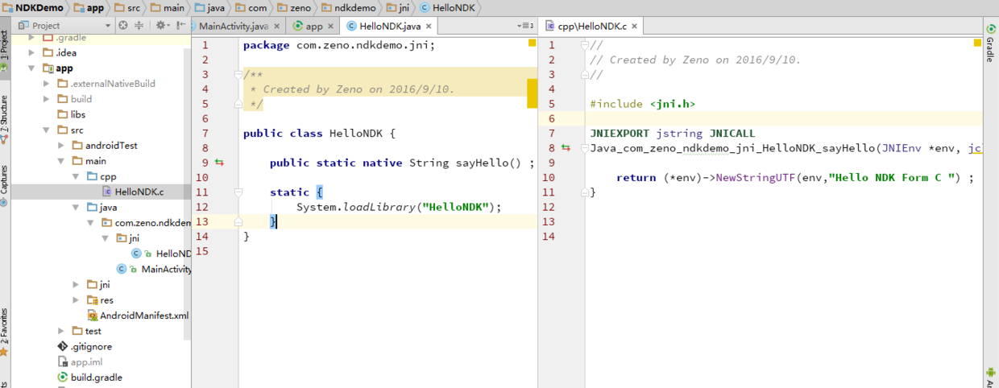 NDKDemo app src main java com zeno ndkdemo jni HelloNDK
Project
MainActivity.java app HelloNDK.java
cpp\HelloNDK.c
1: Project
7: Structure
Captures
2: Favorites
.gradle
.idea
app
.externalNativeBuild
build
libs
src
androidTest
main
cpp
HelloNDK.c
java
com.zeno.ndkdem
jni
HelloND
MainActivity
jni
res
AndroidManifest.xml
test
.gitignore
app.iml
build.gradle
1 package com.zeno.ndkdemo.jni;
2
3 /**
4 * Created by Zeno on 2016/9/10.
5 */
6
7 public class HelloNDK {
8
9 public static native String sayHello() ;
10
11 static {
12 System.loadLibrary("HelloNDK");
13 }
14 }
15
1 //
2 // Created by Zeno on 2016/9/10.
3 //
4
5 #include <jni.h>
6
7 JNIEXPORT jstring JNICALL
8 Java_com_zeno_ndkdemo_jni_HelloNDK_sayHello(JNIEnv *env, jc
9
10 return (*env)->NewStringUTF(env,"Hello NDK Form C ") ;
11 }
12
13
14
Gradle